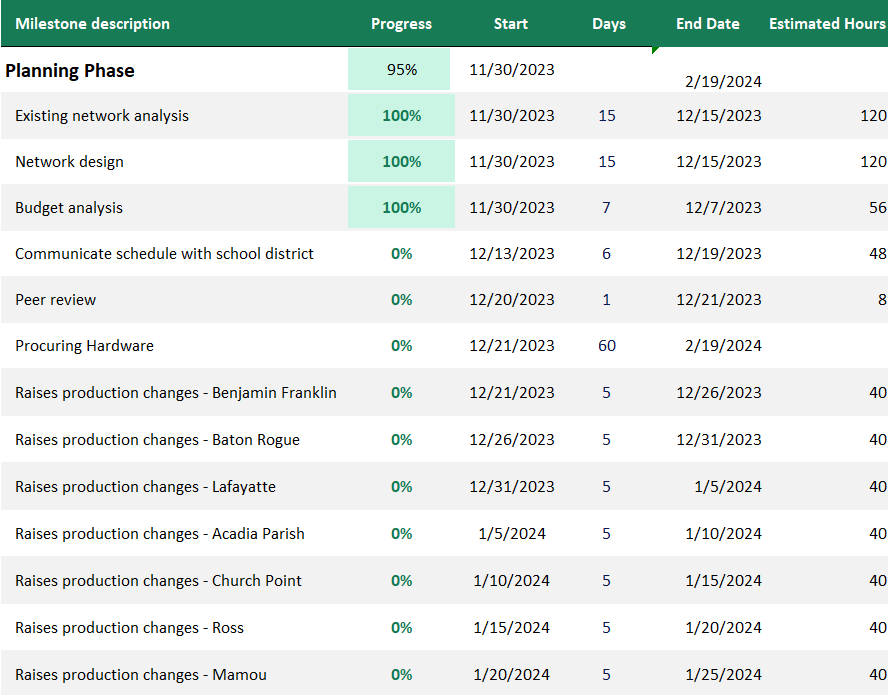 Milestone description Progress Start Days End Date Estimated Hours
Planning Phase 95% 11/30/2023 2/19/2024
Existing network analysis 100% 11/30/2023 15 12/15/2023 120
Network design 100% 11/30/2023 15 12/15/2023 120
Budget analysis 100% 11/30/2023 7 12/7/2023 56
Communicate schedule with school district 0% 12/13/2023 6 12/19/2023 48
Peer review 0% 12/20/2023 1 12/21/2023 8
Procuring Hardware 0% 12/21/2023 60 2/19/2024
Raises production changes - Benjamin Franklin 0% 12/21/2023 5 12/26/2023 40
Raises production changes - Baton Rogue 0% 12/26/2023 5 12/31/2023 40
Raises production changes - Lafayatte 0% 12/31/2023 5 1/5/2024 40
Raises production changes - Acadia Parish 0% 1/5/2024 5 1/10/2024 40
Raises production changes - Church Point 0% 1/10/2024 5 1/15/2024 40
Raises production changes - Ross 0% 1/15/2024 5 1/20/2024 40
Raises production changes - Mamou 0% 1/20/2024 5 1/25/2024 40